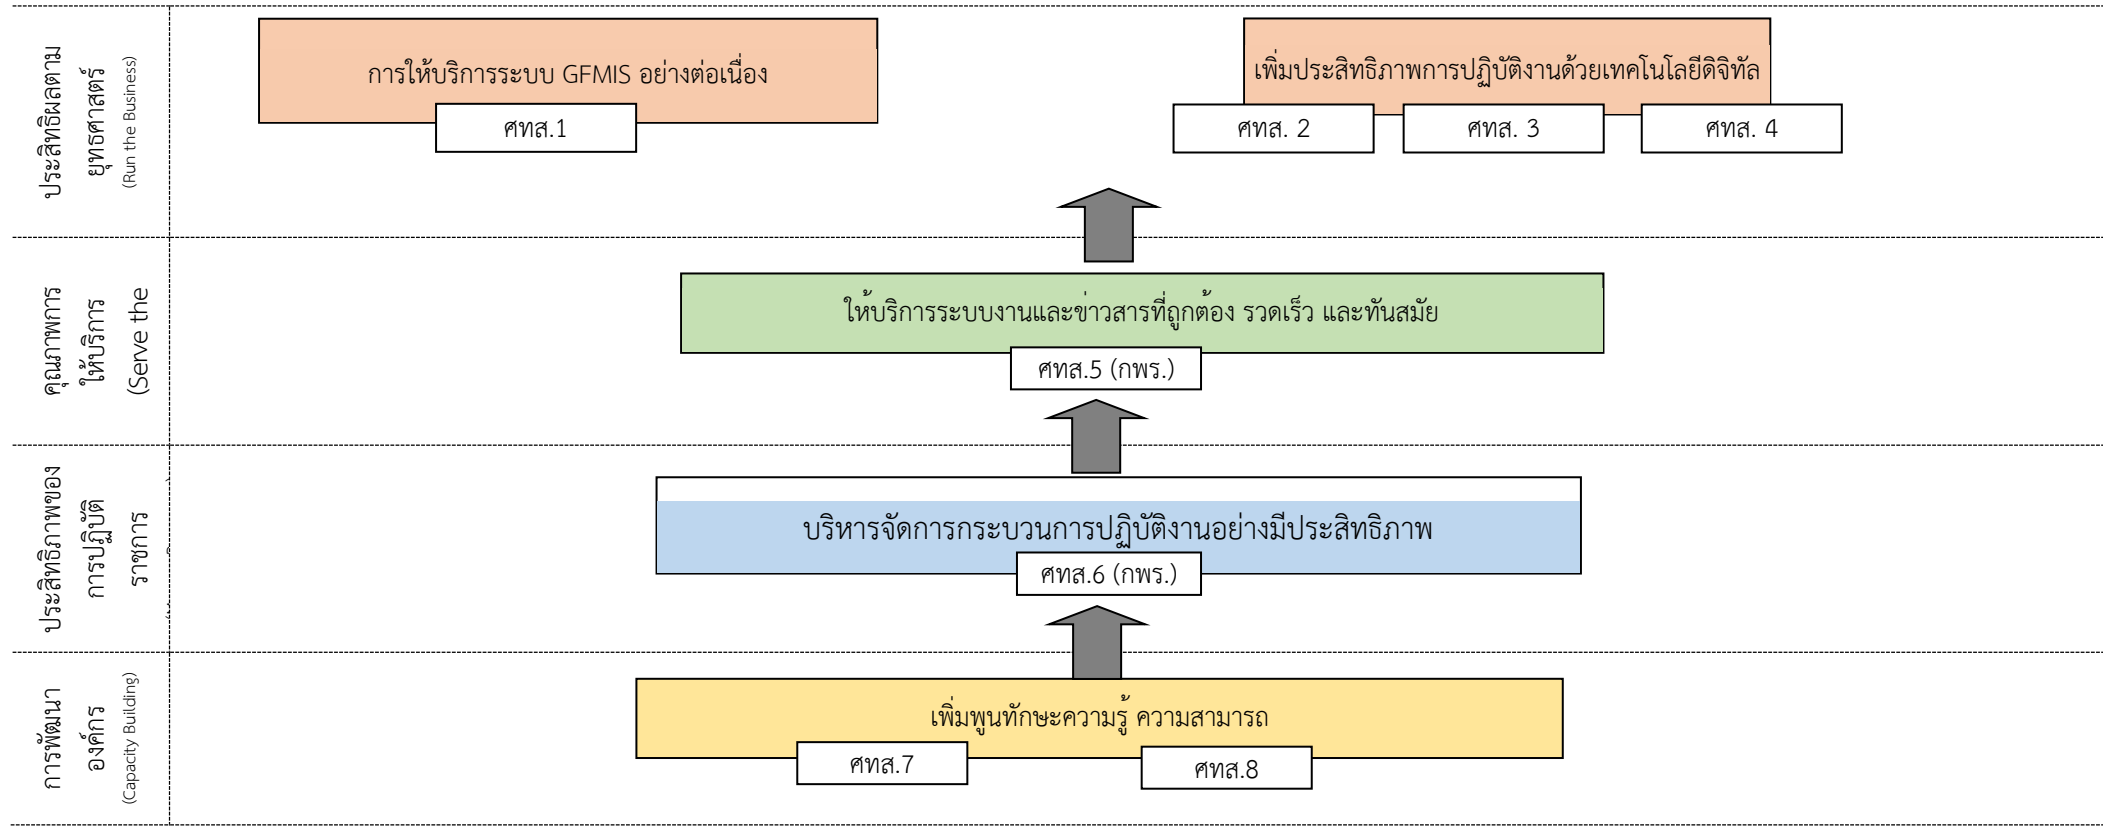 ประสิทธิผลตาม
ยุทธศาสตร์
(Run the Business)
การให้บริการระบบ GFMIS อย่างต่อเนื่อง
ศทส.1
เพิ่มประสิทธิภาพการปฏิบัติงานด้วยเทคโนโลยีดิจิทัล
ศทส. 2
ศทส. 3
ศทส. 4
คุณภาพการ
ให้บริการ
(Serve the
ให้บริการระบบงานและข่าวสารที่ถูกต้อง รวดเร็ว และทันสมัย
ศทส.5 (กพร.)
ประสิทธิภาพของ
การปฏิบัติ
ราชการ
บริหารจัดการกระบวนการปฏิบัติงานอย่างมีประสิทธิภาพ
ศทส.6 (กพร.)
การพัฒนา
องค์กร
(Capacity Building)
เพิ่มพูนทักษะความรู้ ความสามารถ
ศทส.7
ศทส.8